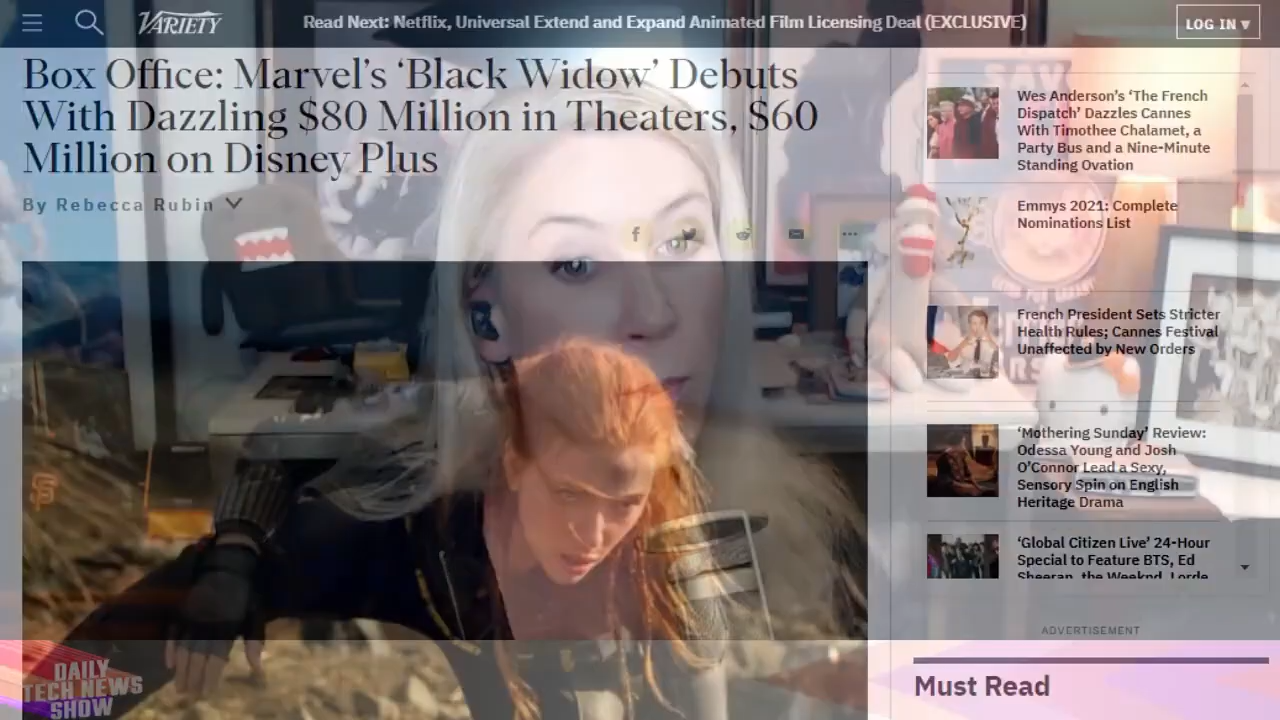 VARIETY
Read Next: Netflix, Universal Extend and Expand Animated Film Licensing Deal (EXCLUSIVE)
LOG IN
Box Office: Marvel's 'Black Widow' Debuts
With Dazzling $80 Million in Theaters, $60
Million on Disney Plus
By Rebecca Rubin
Wes Anderson's 'The French
Dispatch' Dazzles Cannes
With Timothee Chalamet, a
Party Bus and a Nine-Minute
Standing Ovation
Emmys 2021: Complete
Nominations List
French President Sets Stricter
Health Rules; Cannes Festival
Unaffected by New Orders
'Mothering Sunday' Review:
Odessa Young and Josh
O'Connor Lead a Sexy,
Sensory Spin on English
Heritage Drama
'Global Citizen Live' 24-Hour
Special to Feature BTS, Ed
Sheeran, the Weeknd, Lorde
ADVERTISEMENT
Must Read
SF
DAILY
TECH NEWS
SHOW